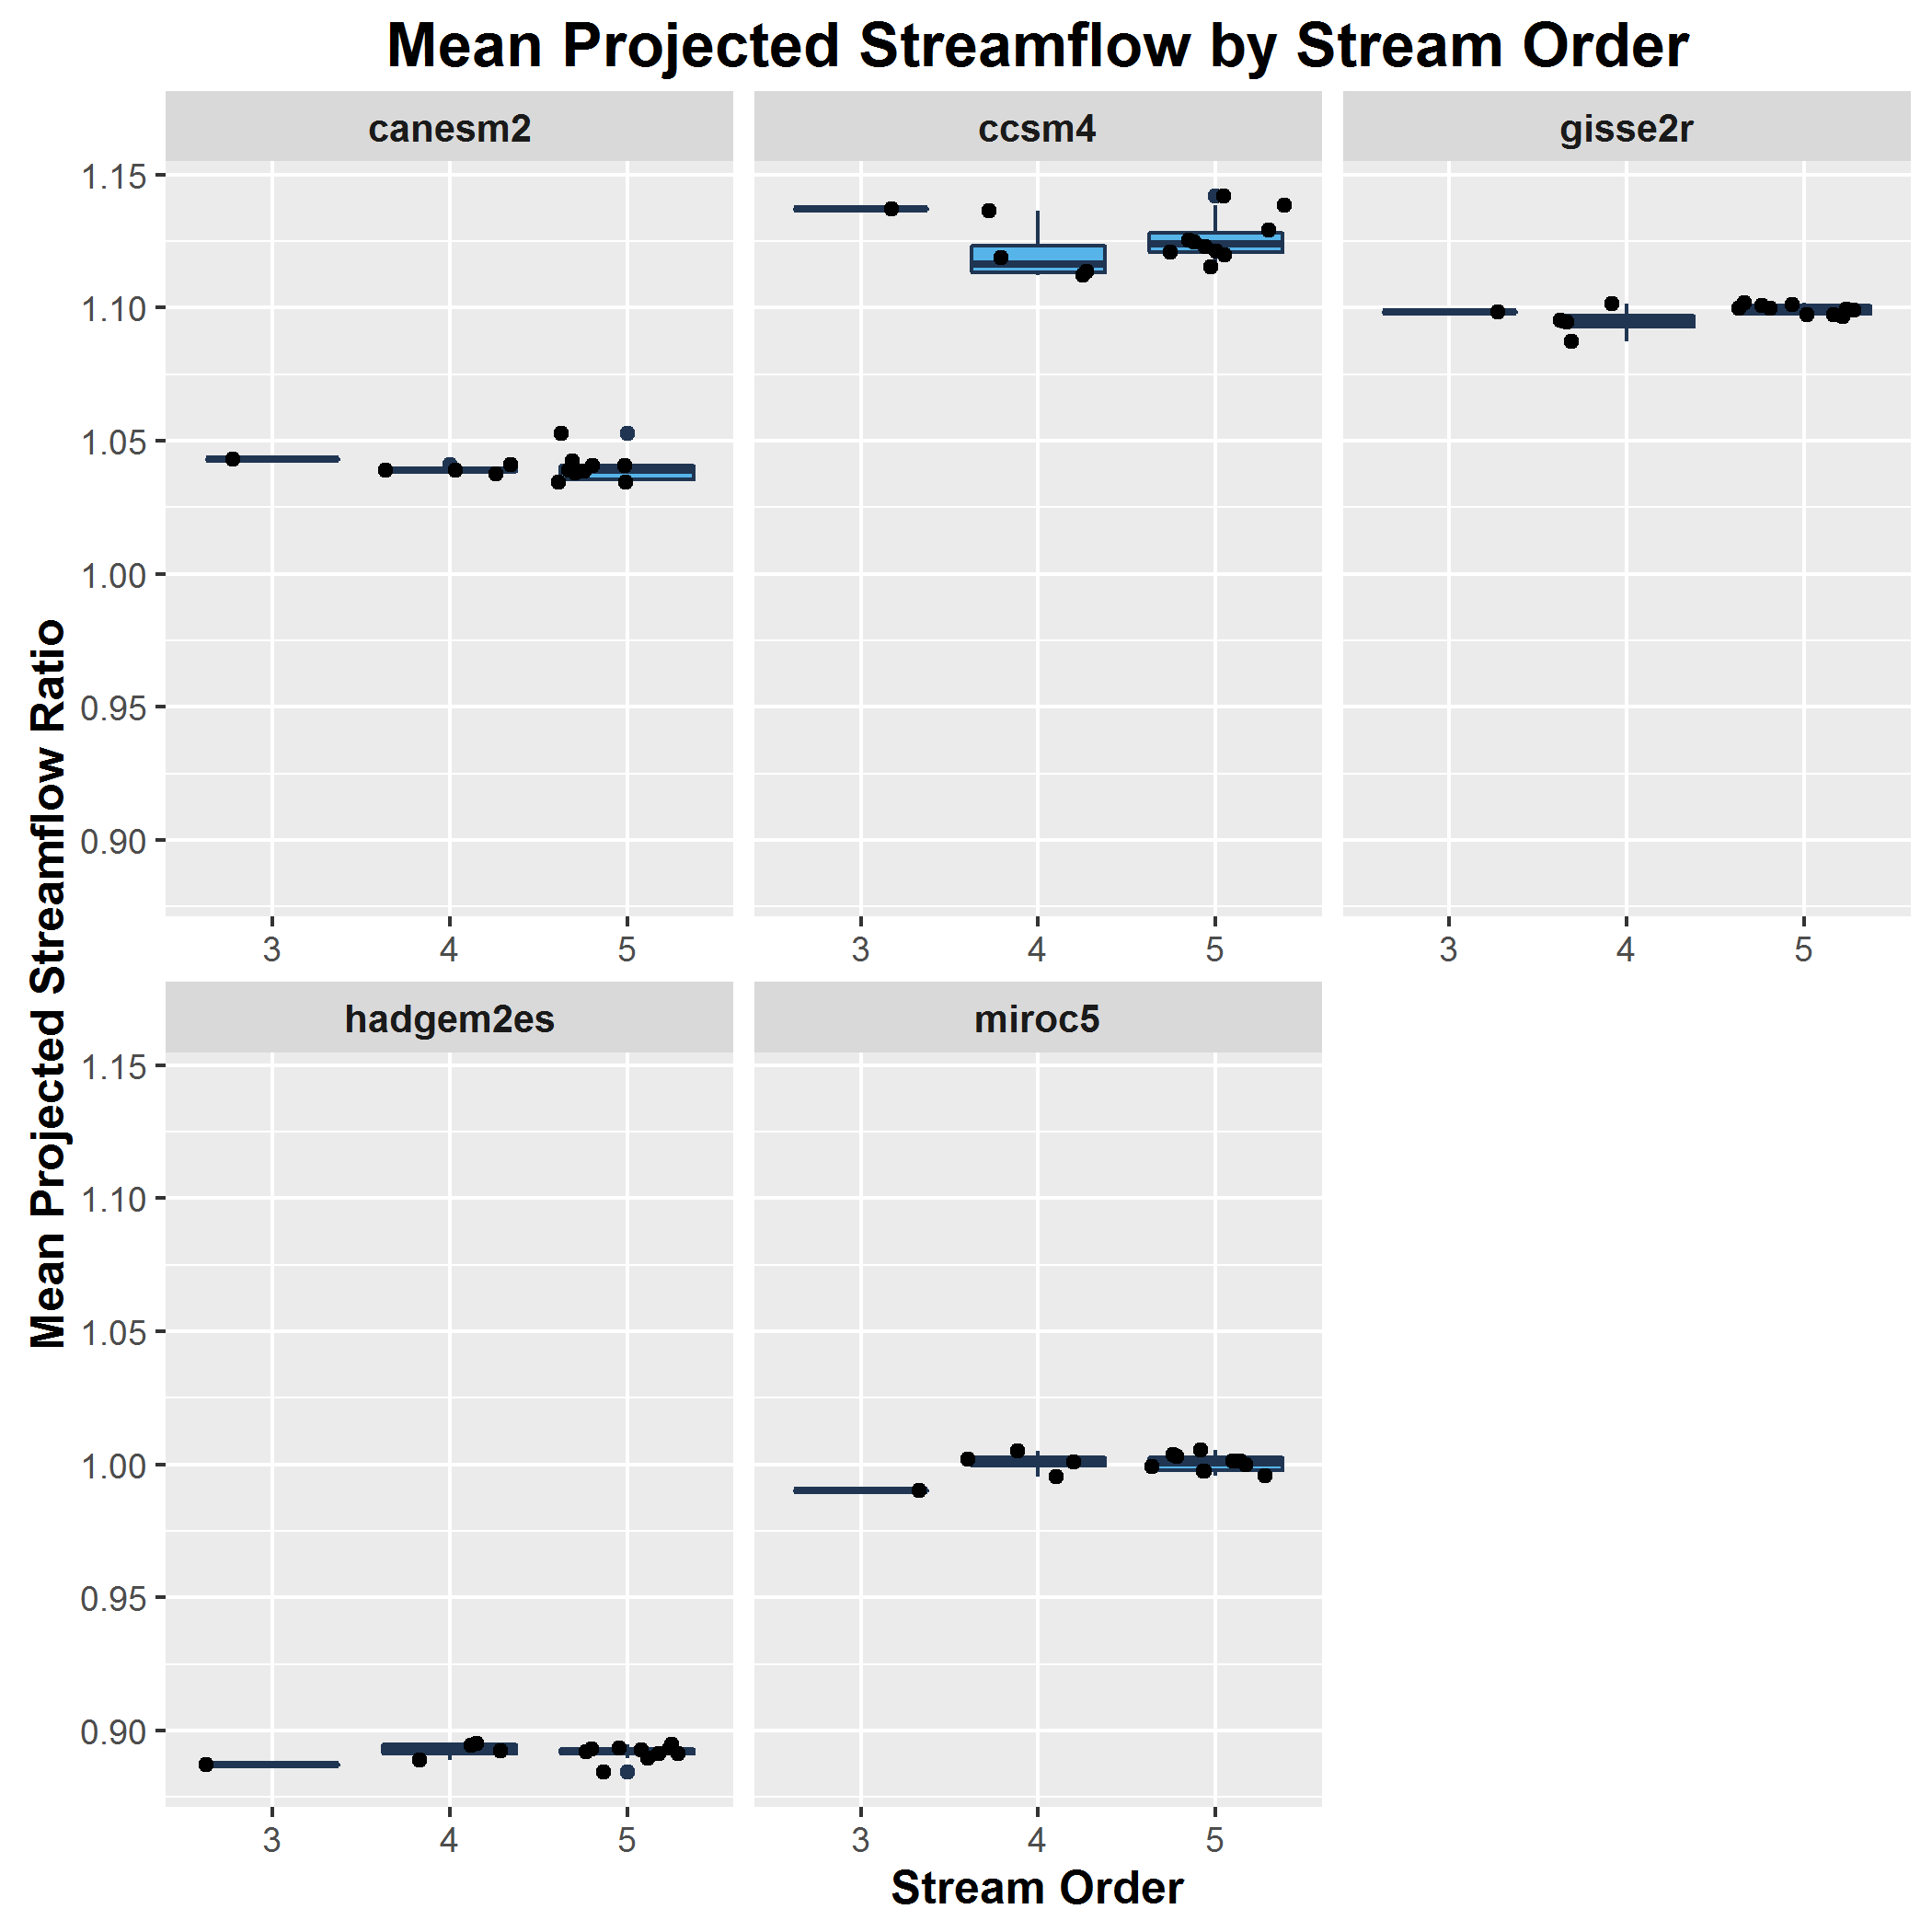 Mean Projected Streamflow by Stream Order
canesm2
ccsm4
gisse2r
1.15
1.10
1.05
1.00
0.95
0.90
3 4 5
3 4 5
3 4 5
Mean Projected Streamflow Ratio
hadgem2es
miroc5
1.15
1.10
1.05
1.00
0.95
0.90
3 4 5
3 4 5
Stream Order